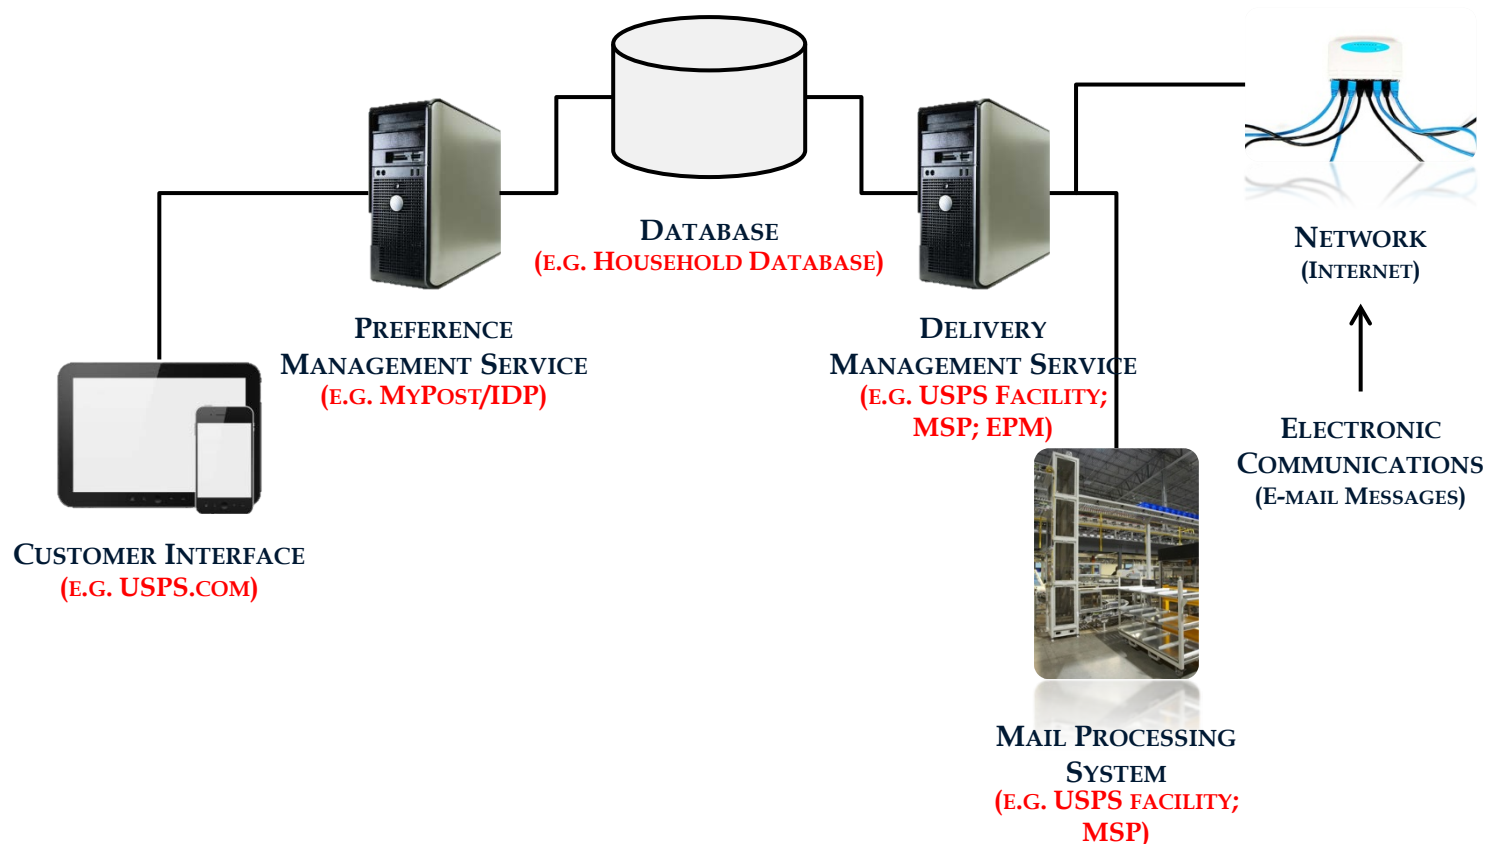 Database
(e.g. Household Database)
Network
(Internet)
Preference
Management Service
(e.g. MyPost/IDP)
Delivery
Management Service
(e.g. USPS Facility;
MSP; EPM)
Electronic
Communications
(E-mail Messages)
Customer Interface
(e.g. USPS.com)
Mail Processing
System
(e.g. USPS facility;
MSP)